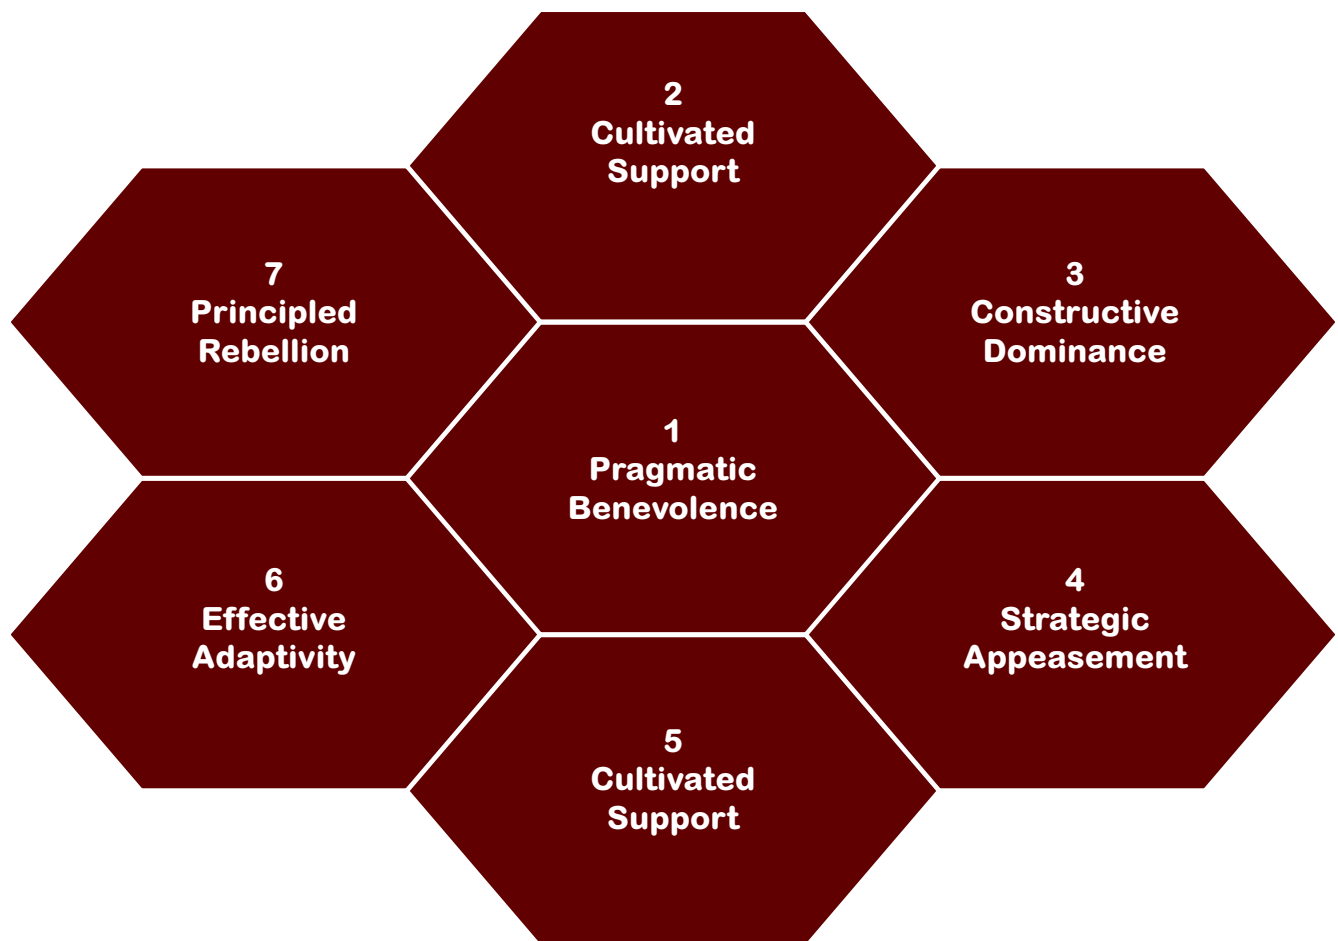 2
Cultivated
Support
7
Principled
Rebellion
3
Constructive
Dominance
1
Pragmatic
Benevolence
6
Effective
Adaptivity
4
Strategic
Appeasement
5
Cultivated
Support